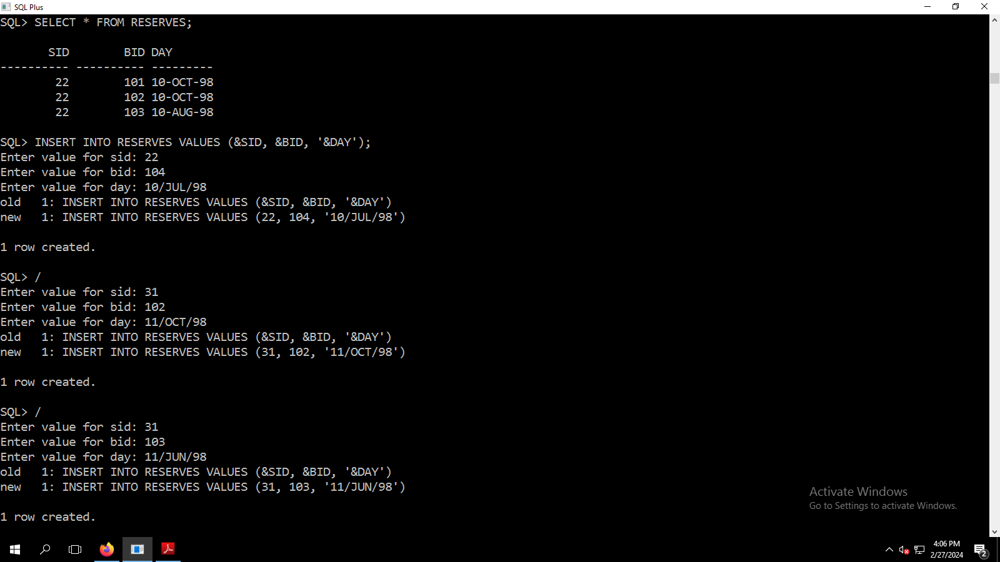 SQL Plus
SQL> SELECT * FROM RESERVES;
       SID        BID DAY
---------- ---------- ---------
        22        101 10-OCT-98
        22        102 10-OCT-98
        22        103 10-AUG-98
SQL> INSERT INTO RESERVES VALUES (&SID, &BID, '&DAY');
Enter value for sid: 22
Enter value for bid: 104
Enter value for day: 10/JUL/98
old   1: INSERT INTO RESERVES VALUES (&SID, &BID, '&DAY')
new   1: INSERT INTO RESERVES VALUES (22, 104, '10/JUL/98')
1 row created.
SQL> /
Enter value for sid: 31
Enter value for bid: 102
Enter value for day: 11/OCT/98
old   1: INSERT INTO RESERVES VALUES (&SID, &BID, '&DAY')
new   1: INSERT INTO RESERVES VALUES (31, 102, '11/OCT/98')
1 row created.
SQL> /
Enter value for sid: 31
Enter value for bid: 103
Enter value for day: 11/JUN/98
old   1: INSERT INTO RESERVES VALUES (&SID, &BID, '&DAY')
new   1: INSERT INTO RESERVES VALUES (31, 103, '11/JUN/98')
1 row created.
Activate Windows
Go to Settings to activate Windows.
4:06 PM
2/27/2024
2